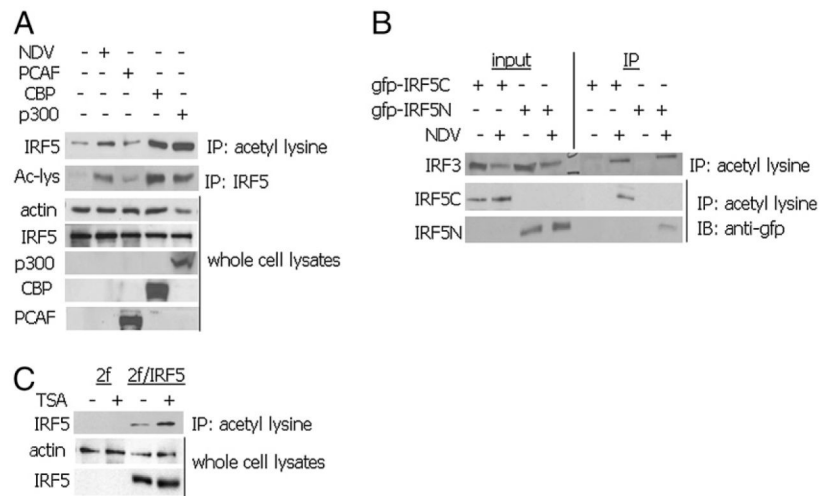 A
NDV - + - - -
PCAF - - + - -
CBP - - - + -
p300 - - - - +
IRF5 IP: acetyl lysine
Ac-lys IP: IRF5
actin
IRF5
p300 whole cell lysates
CBP
PCAF
B
input IP
gfp-IRF5C + + - - + + - -
gfp-IRF5N - - + + - - + +
NDV - + - + - + - +
IRF3 IP: acetyl lysine
IRF5C IP: acetyl lysine
IRF5N IB: anti-gfp
C
2f 2f/IRF5
TSA - + - +
IRF5 IP: acetyl lysine
actin whole cell lysates
IRF5